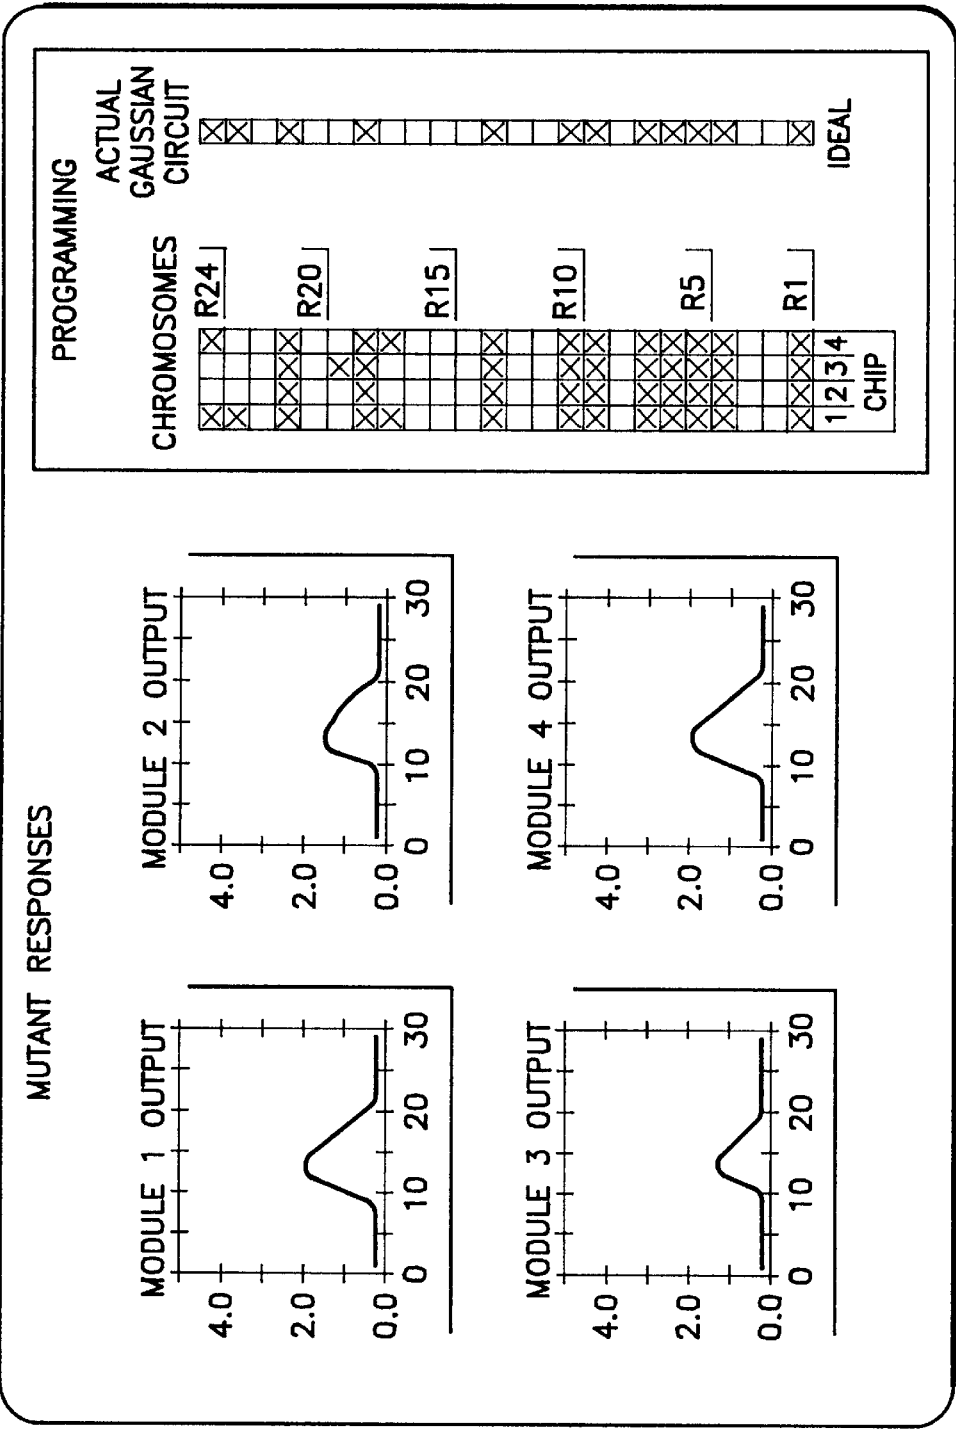 MUTANT RESPONSES
MODULE 1 OUTPUT
4.0
2.0
0.0
0 10 20 30
MODULE 2 OUTPUT
4.0
2.0
0.0
0 10 20 30
MODULE 3 OUTPUT
4.0
2.0
0.0
0 10 20 30
MODULE 4 OUTPUT
4.0
2.0
0.0
0 10 20 30
PROGRAMMING
CHROMOSOMES
R24
R20
R15
R10
R5
R1
1 2 3 4
CHIP
ACTUAL
GAUSSIAN
CIRCUIT
IDEAL